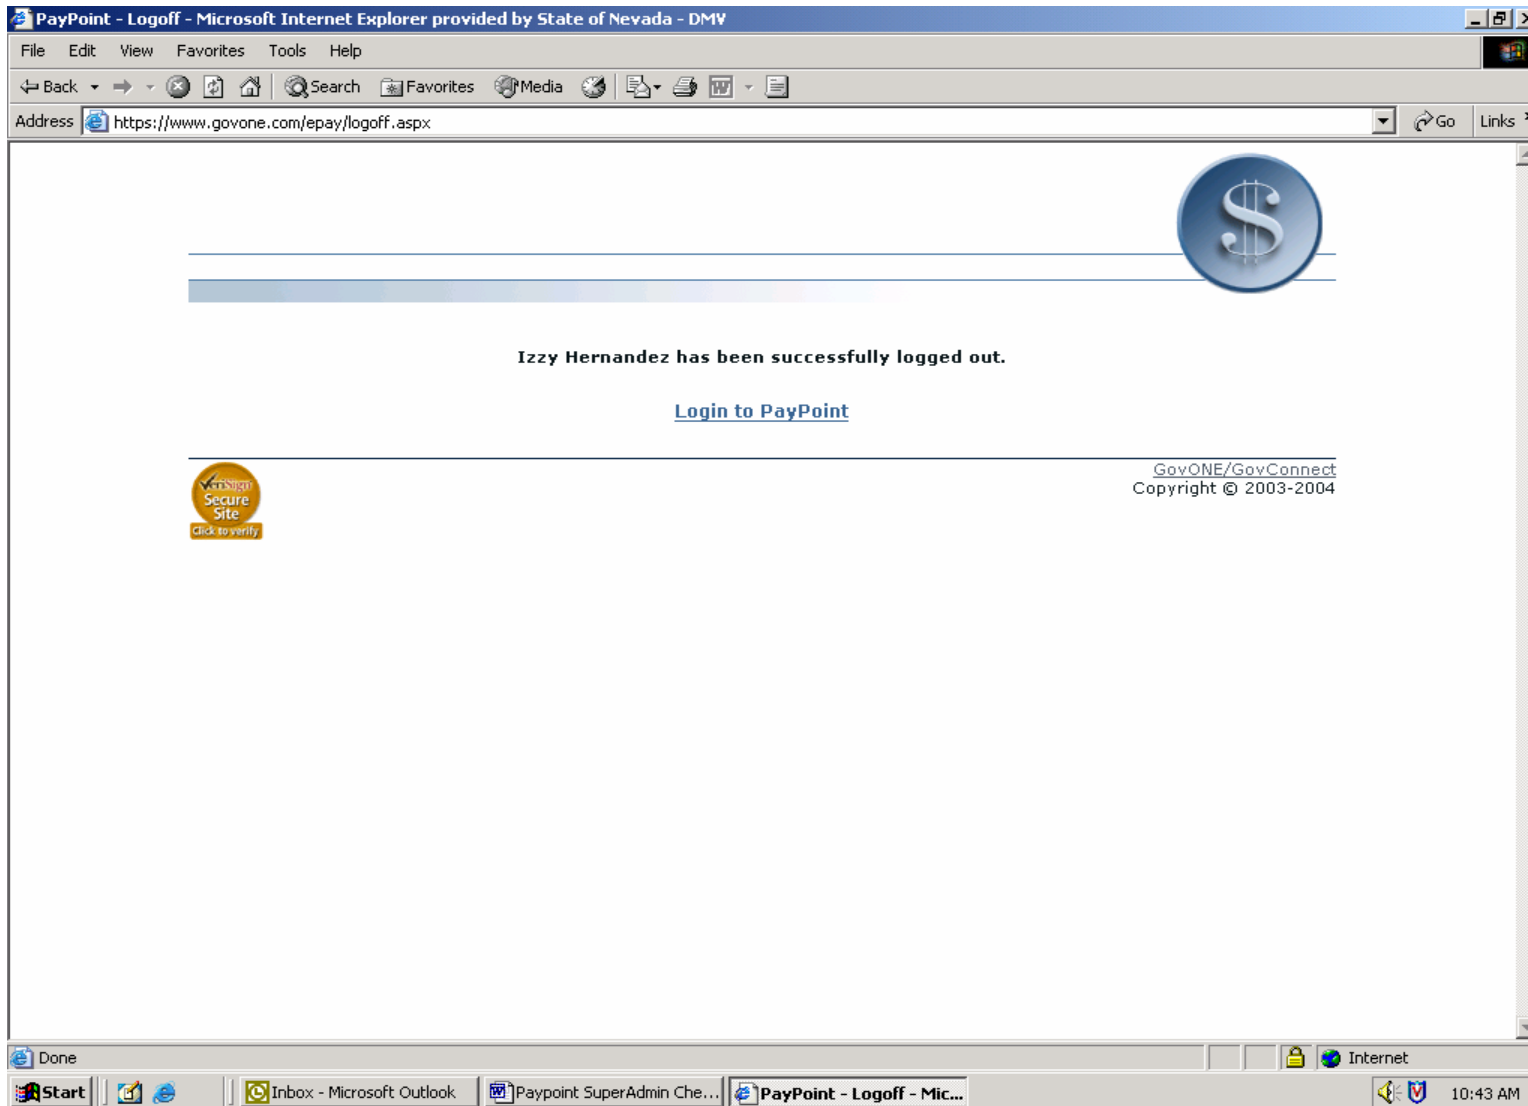 PayPoint - Logoff - Microsoft Internet Explorer provided by State of Nevada - DMV
File Edit View Favorites Tools Help
Back Search Favorites Media
Address https://www.govone.com/epay/logoff.aspx Go Links
$
Izzy Hernandez has been successfully logged out.
Login to PayPoint
GovONE/GovConnect
Copyright © 2003-2004
VeriSign
Secure
Site
Click to verify
Done Internet
Start Inbox - Microsoft Outlook Paypoint SuperAdmin Che... PayPoint - Logoff - Mic... 10:43 AM